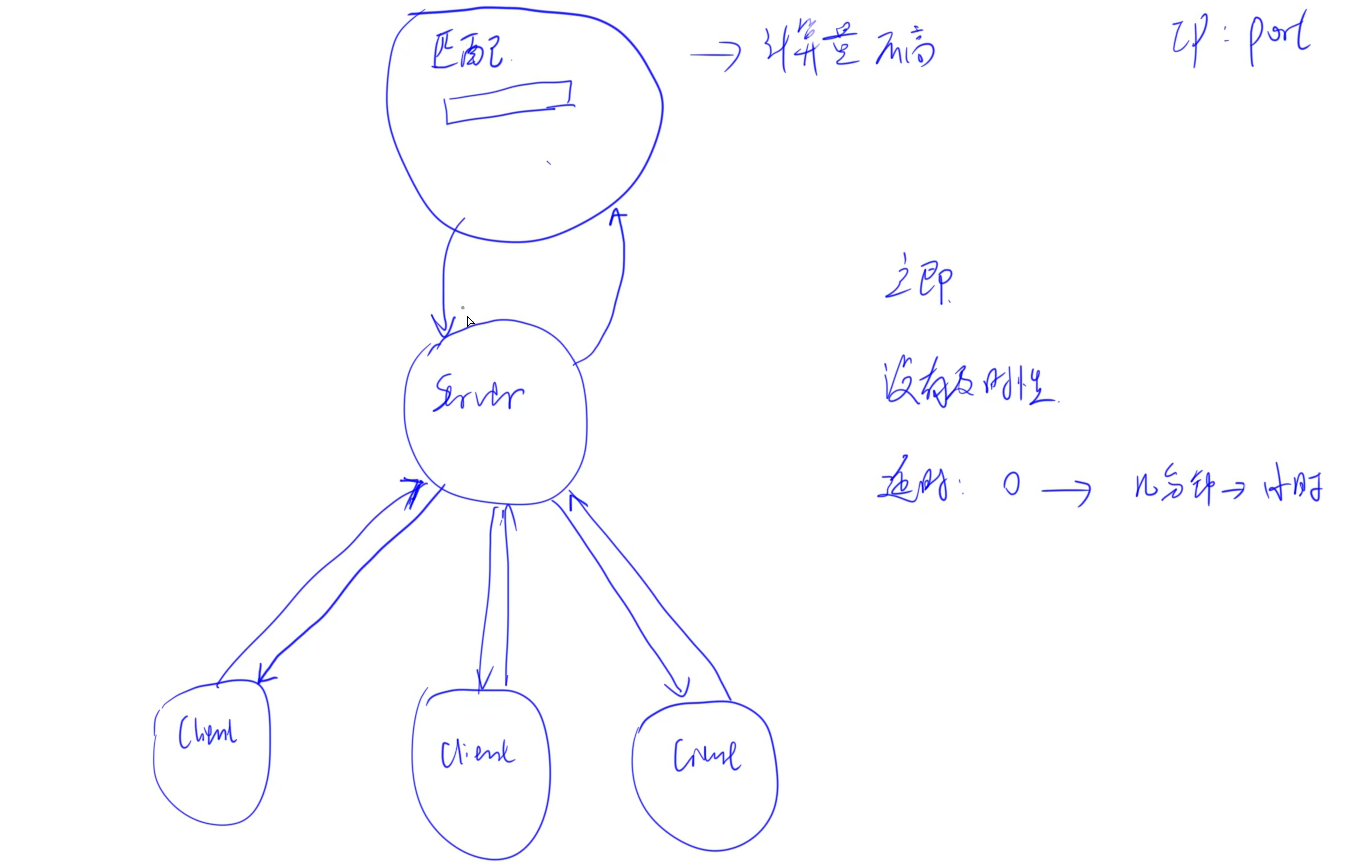 匹配
→ 计算量不高
IP: port
立即
没有及时性
延时: 0 → 几分钟 → 小时
Server
Client
Client
Client